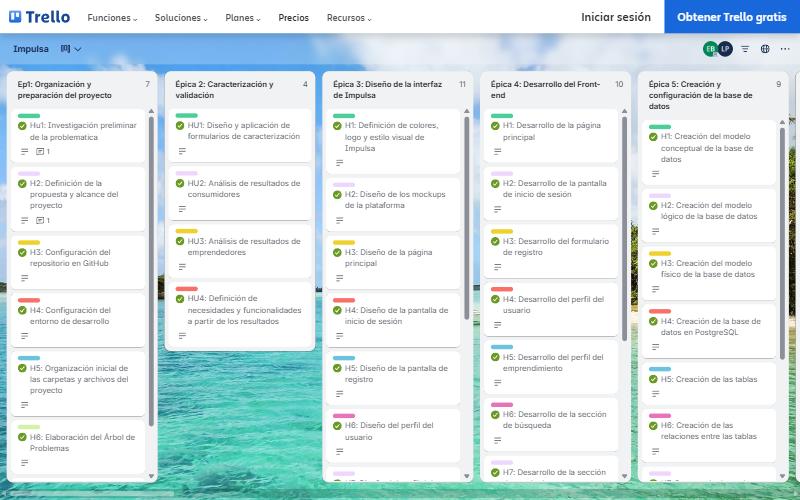 Trello
Funciones
Soluciones
Planes
Precios
Recursos
Iniciar sesión
Obtener Trello gratis
Impulsa
EB
LP
Ep1: Organización y
preparación del proyecto
7
Hu1: Investigación preliminar
de la problematica
1
H2: Definición de la
propuesta y alcance del
proyecto
1
H3: Configuración del
repositorio en GitHub
H4: Configuración del
entorno de desarrollo
H5: Organización inicial de
las carpetas y archivos del
proyecto
H6: Elaboración del Árbol de
Problemas
Épica 2: Caracterización y
validación
4
HU1: Diseño y aplicación de
formularios de caracterización
HU2: Análisis de resultados de
consumidores
HU3: Análisis de resultados de
emprendedores
HU4: Definición de
necesidades y funcionalidades
a partir de los resultados
Épica 3: Diseño de la interfaz
de Impulsa
11
H1: Definición de colores,
logo y estilo visual de
Impulsa
H2: Diseño de los mockups
de la plataforma
H3: Diseño de la página
principal
H4: Diseño de la pantalla de
inicio de sesión
H5: Diseño de la pantalla de
registro
H6: Diseño del perfil del
usuario
Épica 4: Desarrollo del Front-
end
10
H1: Desarrollo de la página
principal
H2: Desarrollo de la pantalla
de inicio de sesión
H3: Desarrollo del formulario
de registro
H4: Desarrollo del perfil del
usuario
H5: Desarrollo del perfil del
emprendimiento
H6: Desarrollo de la sección
de búsqueda
H7: Desarrollo de la sección
Épica 5: Creación y
configuración de la base de
datos
9
H1: Creación del modelo
conceptual de la base de
datos
H2: Creación del modelo
lógico de la base de datos
H3: Creación del modelo
físico de la base de datos
H4: Creación de la base de
datos en PostgreSQL
H5: Creación de las tablas
H6: Creación de las
relaciones entre las tablas